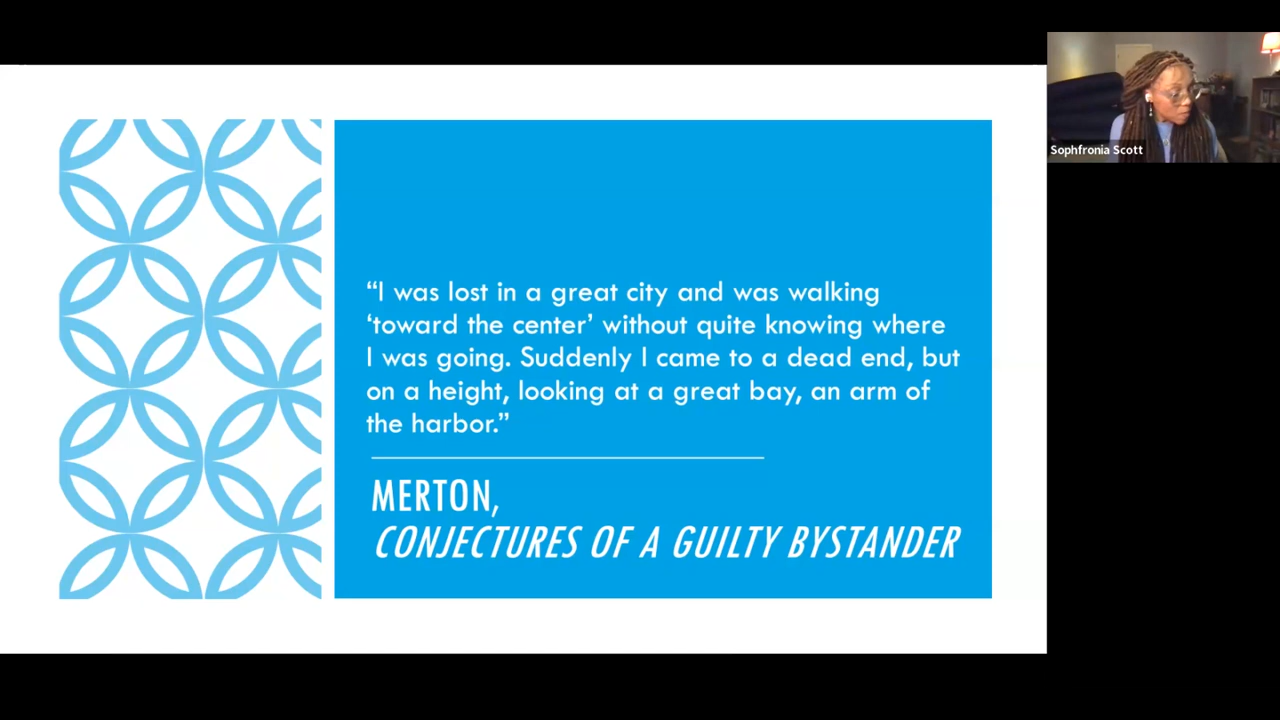 “I was lost in a great city and was walking
‘toward the center’ without quite knowing where
I was going. Suddenly I came to a dead end, but
on a height, looking at a great bay, an arm of
the harbor.”
MERTON,
CONJECTURES OF A GUILTY BYSTANDER
Sophfronia Scott